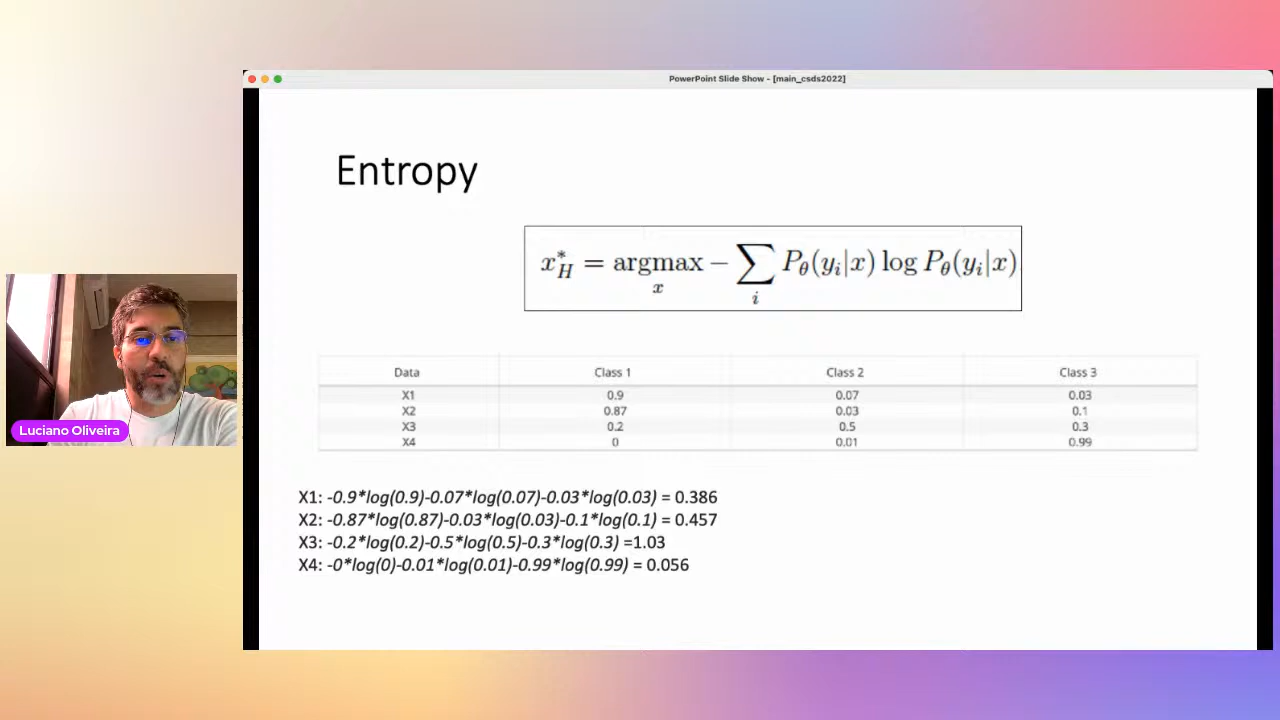 PowerPoint Slide Show - [main_csds2022]
Entropy
x*_H = argmax_x − ∑_i P_θ(y_i|x) log P_θ(y_i|x)
Data Class 1 Class 2 Class 3
X1 0.9 0.07 0.03
X2 0.87 0.03 0.1
X3 0.2 0.5 0.3
X4 0 0.01 0.99
X1: -0.9*log(0.9)-0.07*log(0.07)-0.03*log(0.03) = 0.386
X2: -0.87*log(0.87)-0.03*log(0.03)-0.1*log(0.1) = 0.457
X3: -0.2*log(0.2)-0.5*log(0.5)-0.3*log(0.3) =1.03
X4: -0*log(0)-0.01*log(0.01)-0.99*log(0.99) = 0.056
Luciano Oliveira